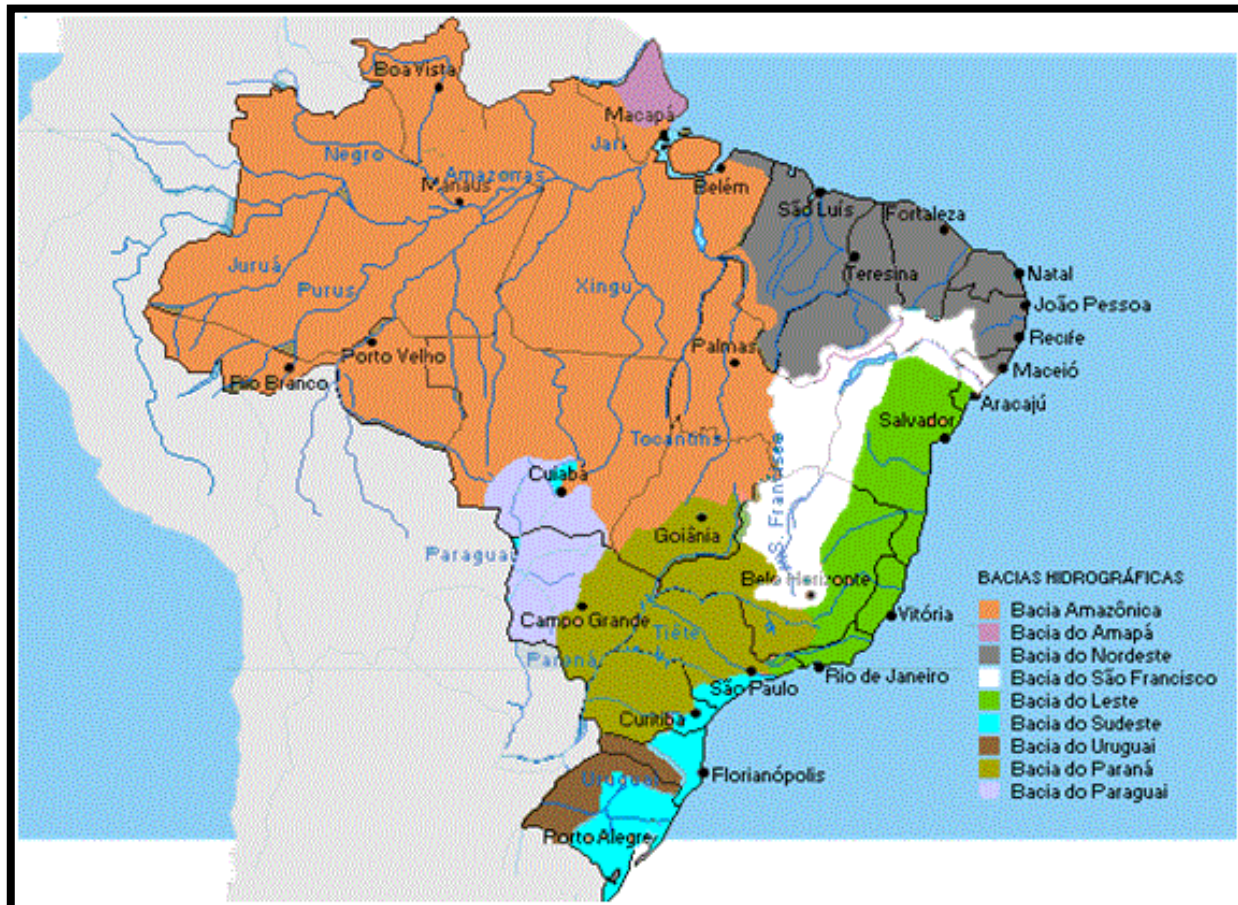 Boa Vista
Macapá
Jari
Negro
Amazonas
Manaus
Belém
São Luís
Fortaleza
Juruá
Purus
Xingu
Teresina
Natal
João Pessoa
Porto Velho
Palmas
Recife
Rio Branco
Maceió
Aracajú
Salvador
Tocantins
Cuiabá
S. Francisco
Goiânia
Paraguai
Belo Horizonte
Campo Grande
Tiête
Vitória
Paraná
São Paulo
Rio de Janeiro
Curitiba
Florianópolis
Uruguai
Porto Alegre
BACIAS HIDROGRÁFICAS
Bacia Amazônica
Bacia do Amapá
Bacia do Nordeste
Bacia do São Francisco
Bacia do Leste
Bacia do Sudeste
Bacia do Uruguai
Bacia do Paraná
Bacia do Paraguai